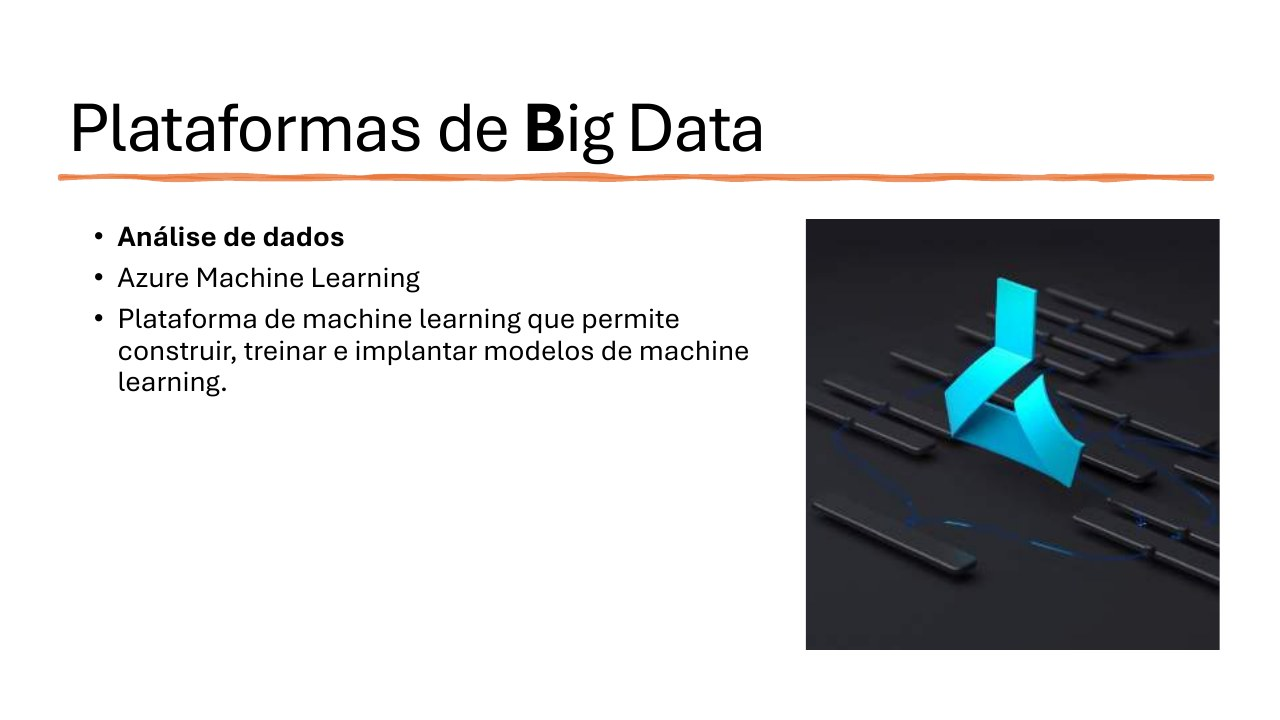 Plataformas de Big Data
• Análise de dados
• Azure Machine Learning
• Plataforma de machine learning que permite
construir, treinar e implantar modelos de machine
learning.